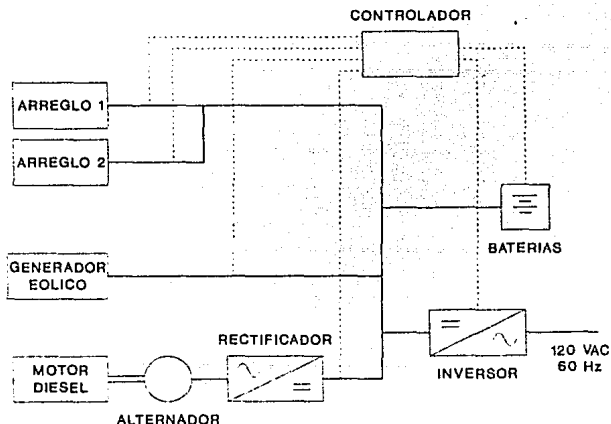 CONTROLADOR
ARREGLO 1
ARREGLO 2
BATERIAS
GENERADOR
EOLICO
RECTIFICADOR
MOTOR
DIESEL
ALTERNADOR
INVERSOR
120 VAC
60 Hz